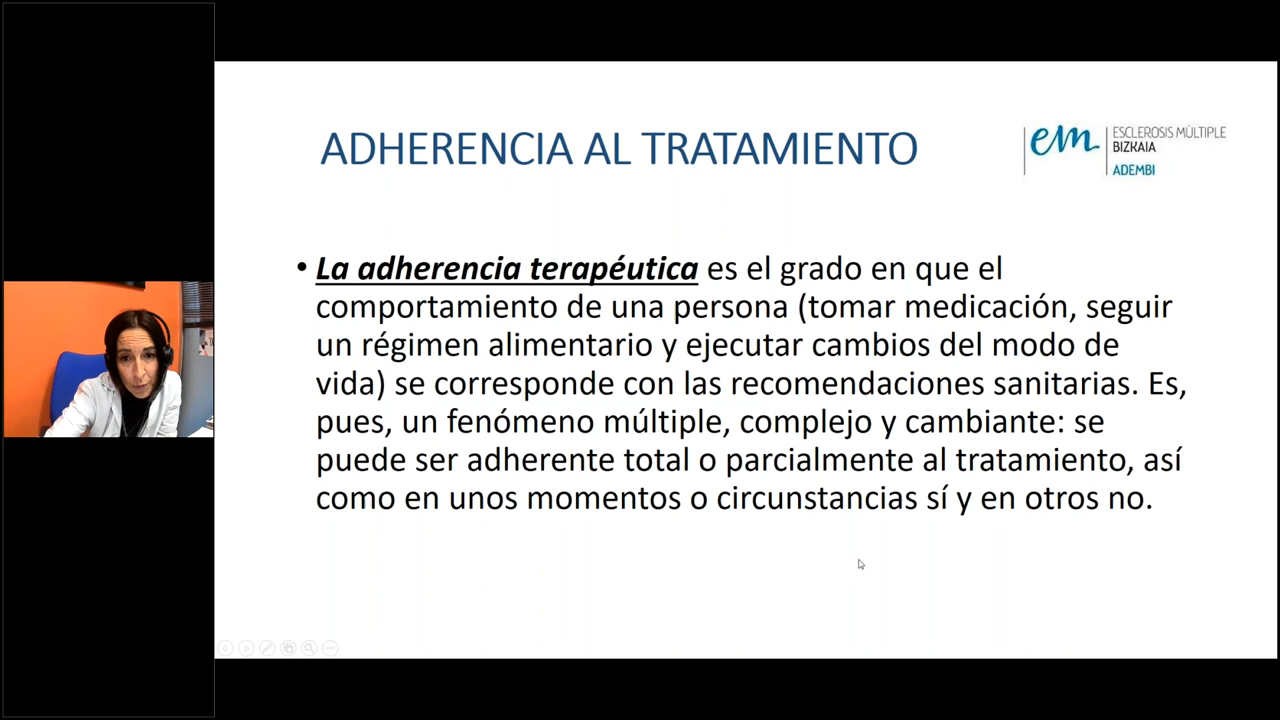 ADHERENCIA AL TRATAMIENTO
em
ESCLEROSIS MÚLTIPLE
BIZKAIA
ADEMBI
• La adherencia terapéutica es el grado en que el
comportamiento de una persona (tomar medicación, seguir
un régimen alimentario y ejecutar cambios del modo de
vida) se corresponde con las recomendaciones sanitarias. Es,
pues, un fenómeno múltiple, complejo y cambiante: se
puede ser adherente total o parcialmente al tratamiento, así
como en unos momentos o circunstancias sí y en otros no.